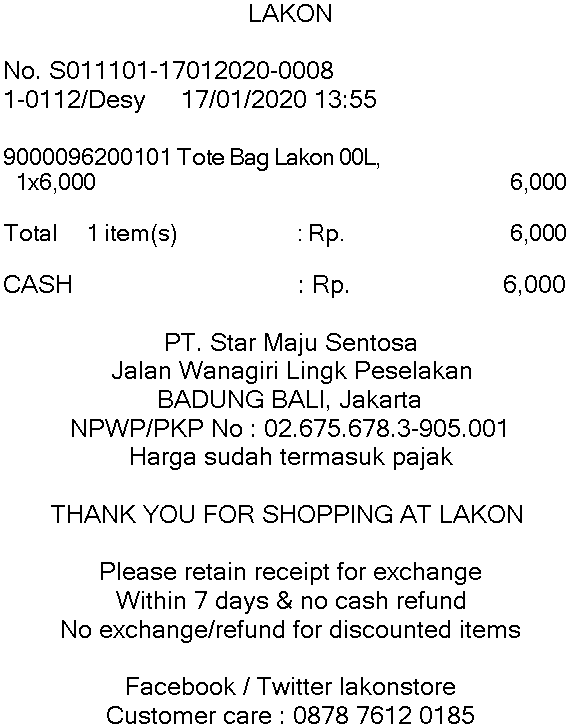 LAKON
No. S011101-17012020-0008
1-0112/Desy 17/01/2020 13:55
9000096200101 Tote Bag Lakon 00L,
1x6,000 6,000
Total 1 item(s) : Rp. 6,000
CASH : Rp. 6,000
PT. Star Maju Sentosa
Jalan Wanagiri Lingk Peselakan
BADUNG BALI, Jakarta
NPWP/PKP No : 02.675.678.3-905.001
Harga sudah termasuk pajak
THANK YOU FOR SHOPPING AT LAKON
Please retain receipt for exchange
Within 7 days & no cash refund
No exchange/refund for discounted items
Facebook / Twitter lakonstore
Customer care : 0878 7612 0185